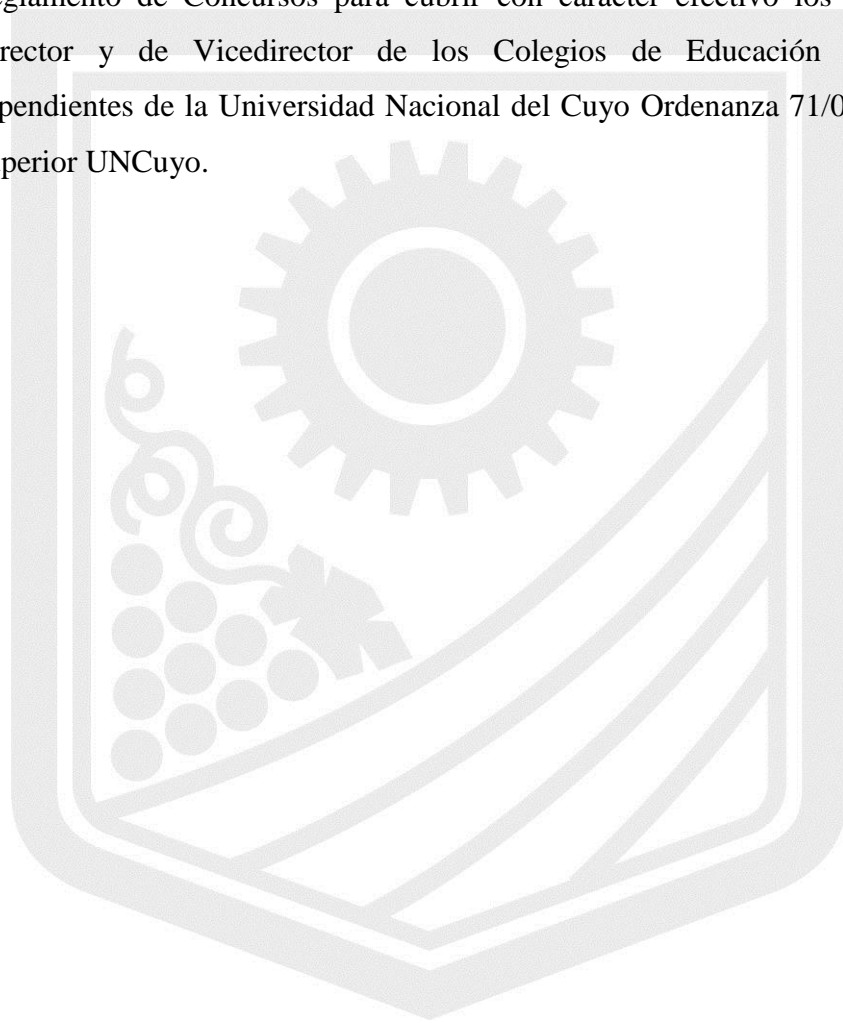 eglamento de Concursos para cubrir con carácter efectivo los
rector y de Vicedirector de los Colegios de Educación
pendientes de la Universidad Nacional del Cuyo Ordenanza 71/0
perior UNCuyo.